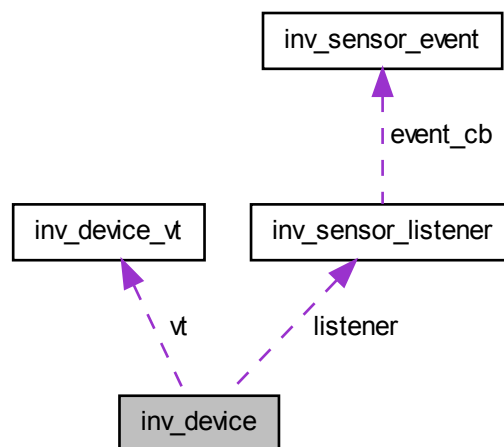 inv_sensor_event
event_cb
inv_device_vt
inv_sensor_listener
vt
listener
inv_device